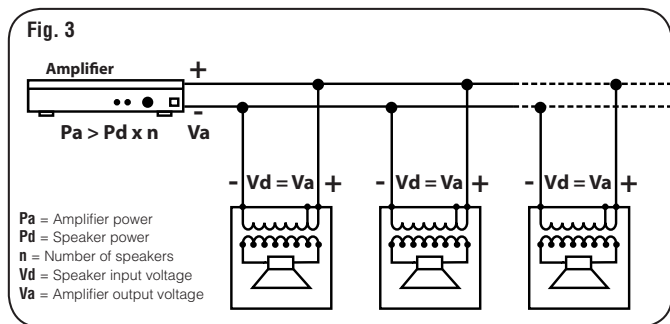 Fig. 3
Amplifier
+
-
Pa > Pd x n Va
- Vd = Va + - Vd = Va + - Vd = Va +
Pa = Amplifier power
Pd = Speaker power
n = Number of speakers
Vd = Speaker input voltage
Va = Amplifier output voltage